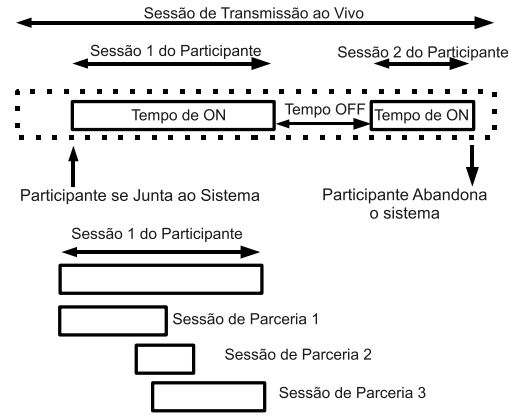 Sessão de Transmissão ao Vivo
Sessão 1 do Participante
Sessão 2 do Participante
Tempo de ON
Tempo OFF
Tempo de ON
Participante se Junta ao Sistema
Participante Abandona
o sistema
Sessão 1 do Participante
Sessão de Parceria 1
Sessão de Parceria 2
Sessão de Parceria 3